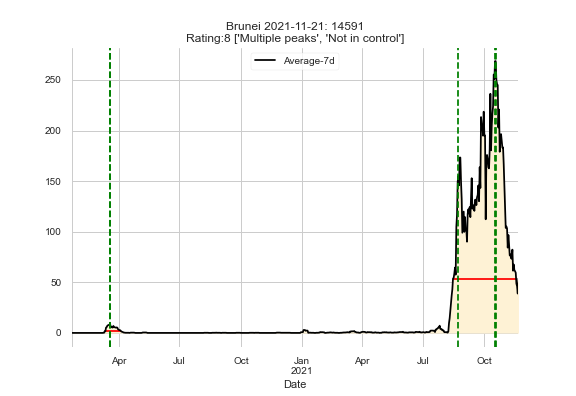 Brunei 2021-11-21: 14591
Rating:8 ['Multiple peaks', 'Not in control']
Average-7d
250
200
150
100
50
0
Apr Jul Oct Jan Apr Jul Oct
2021
Date